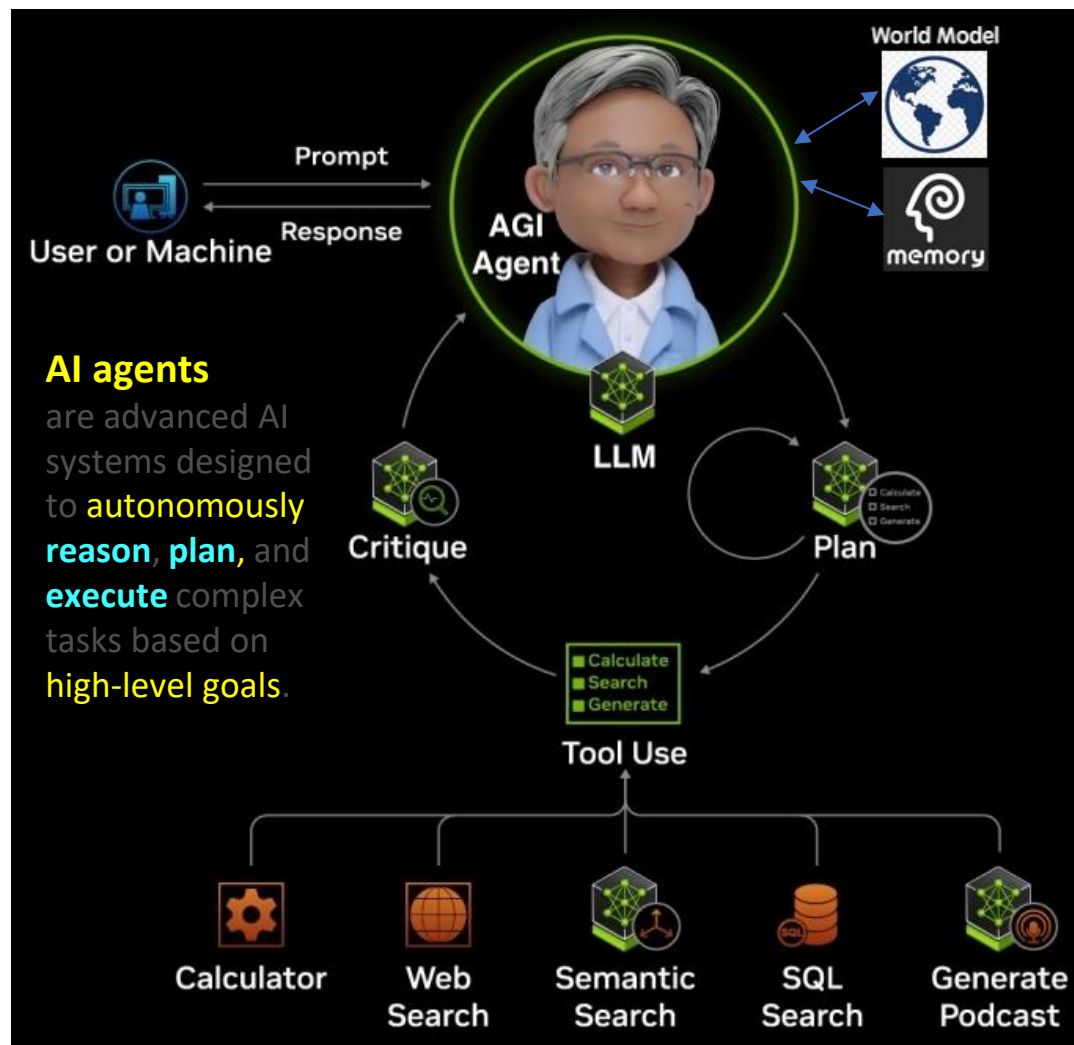 World Model
Prompt
Response
User or Machine
AGI
Agent
memory
AI agents
are advanced AI
systems designed
to autonomously
reason, plan, and
execute complex
tasks based on
high-level goals.
LLM
Critique
Calculate
Search
Generate
Plan
Calculate
Search
Generate
Tool Use
Calculator
Web
Search
Semantic
Search
SQL
SQL
Search
Generate
Podcast